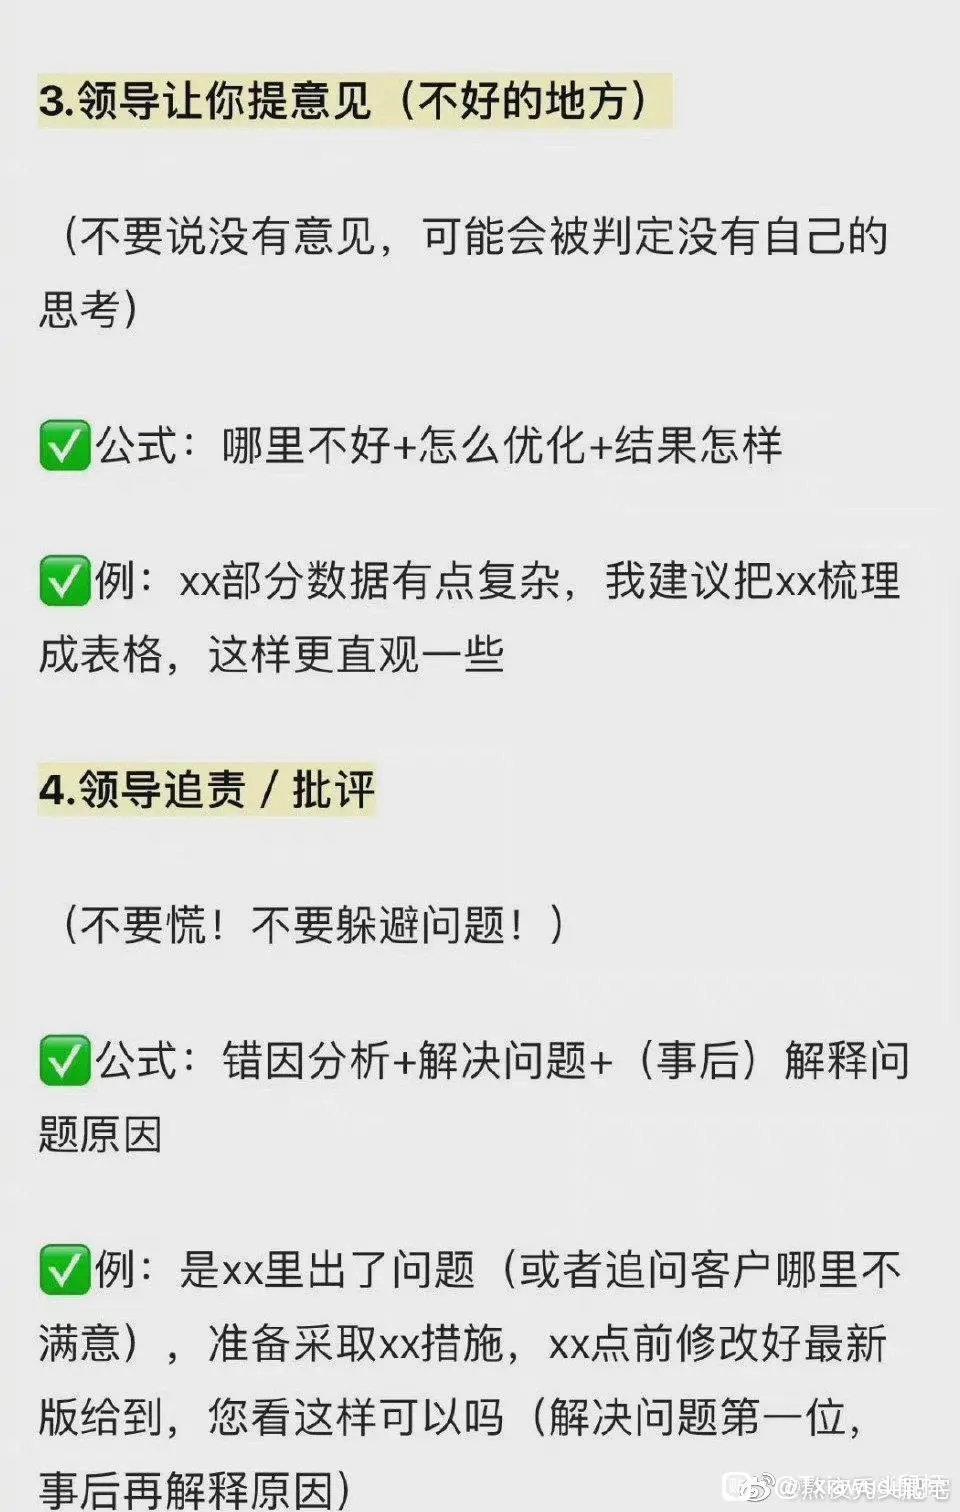 3.领导让你提意见（不好的地方）
（不要说没有意见，可能会被判定没有自己的
思考）
✅公式：哪里不好+怎么优化+结果怎样
✅例：xx部分数据有点复杂，我建议把xx梳理
成表格，这样更直观一些
4.领导追责 / 批评
（不要慌！不要躲避问题！）
✅公式：错因分析+解决问题+（事后）解释问
题原因
✅例：是xx里出了问题（或者追问客户哪里不
满意），准备采取xx措施，xx点前修改好最新
版给到，您看这样可以吗（解决问题第一位，
事后再解释原因）